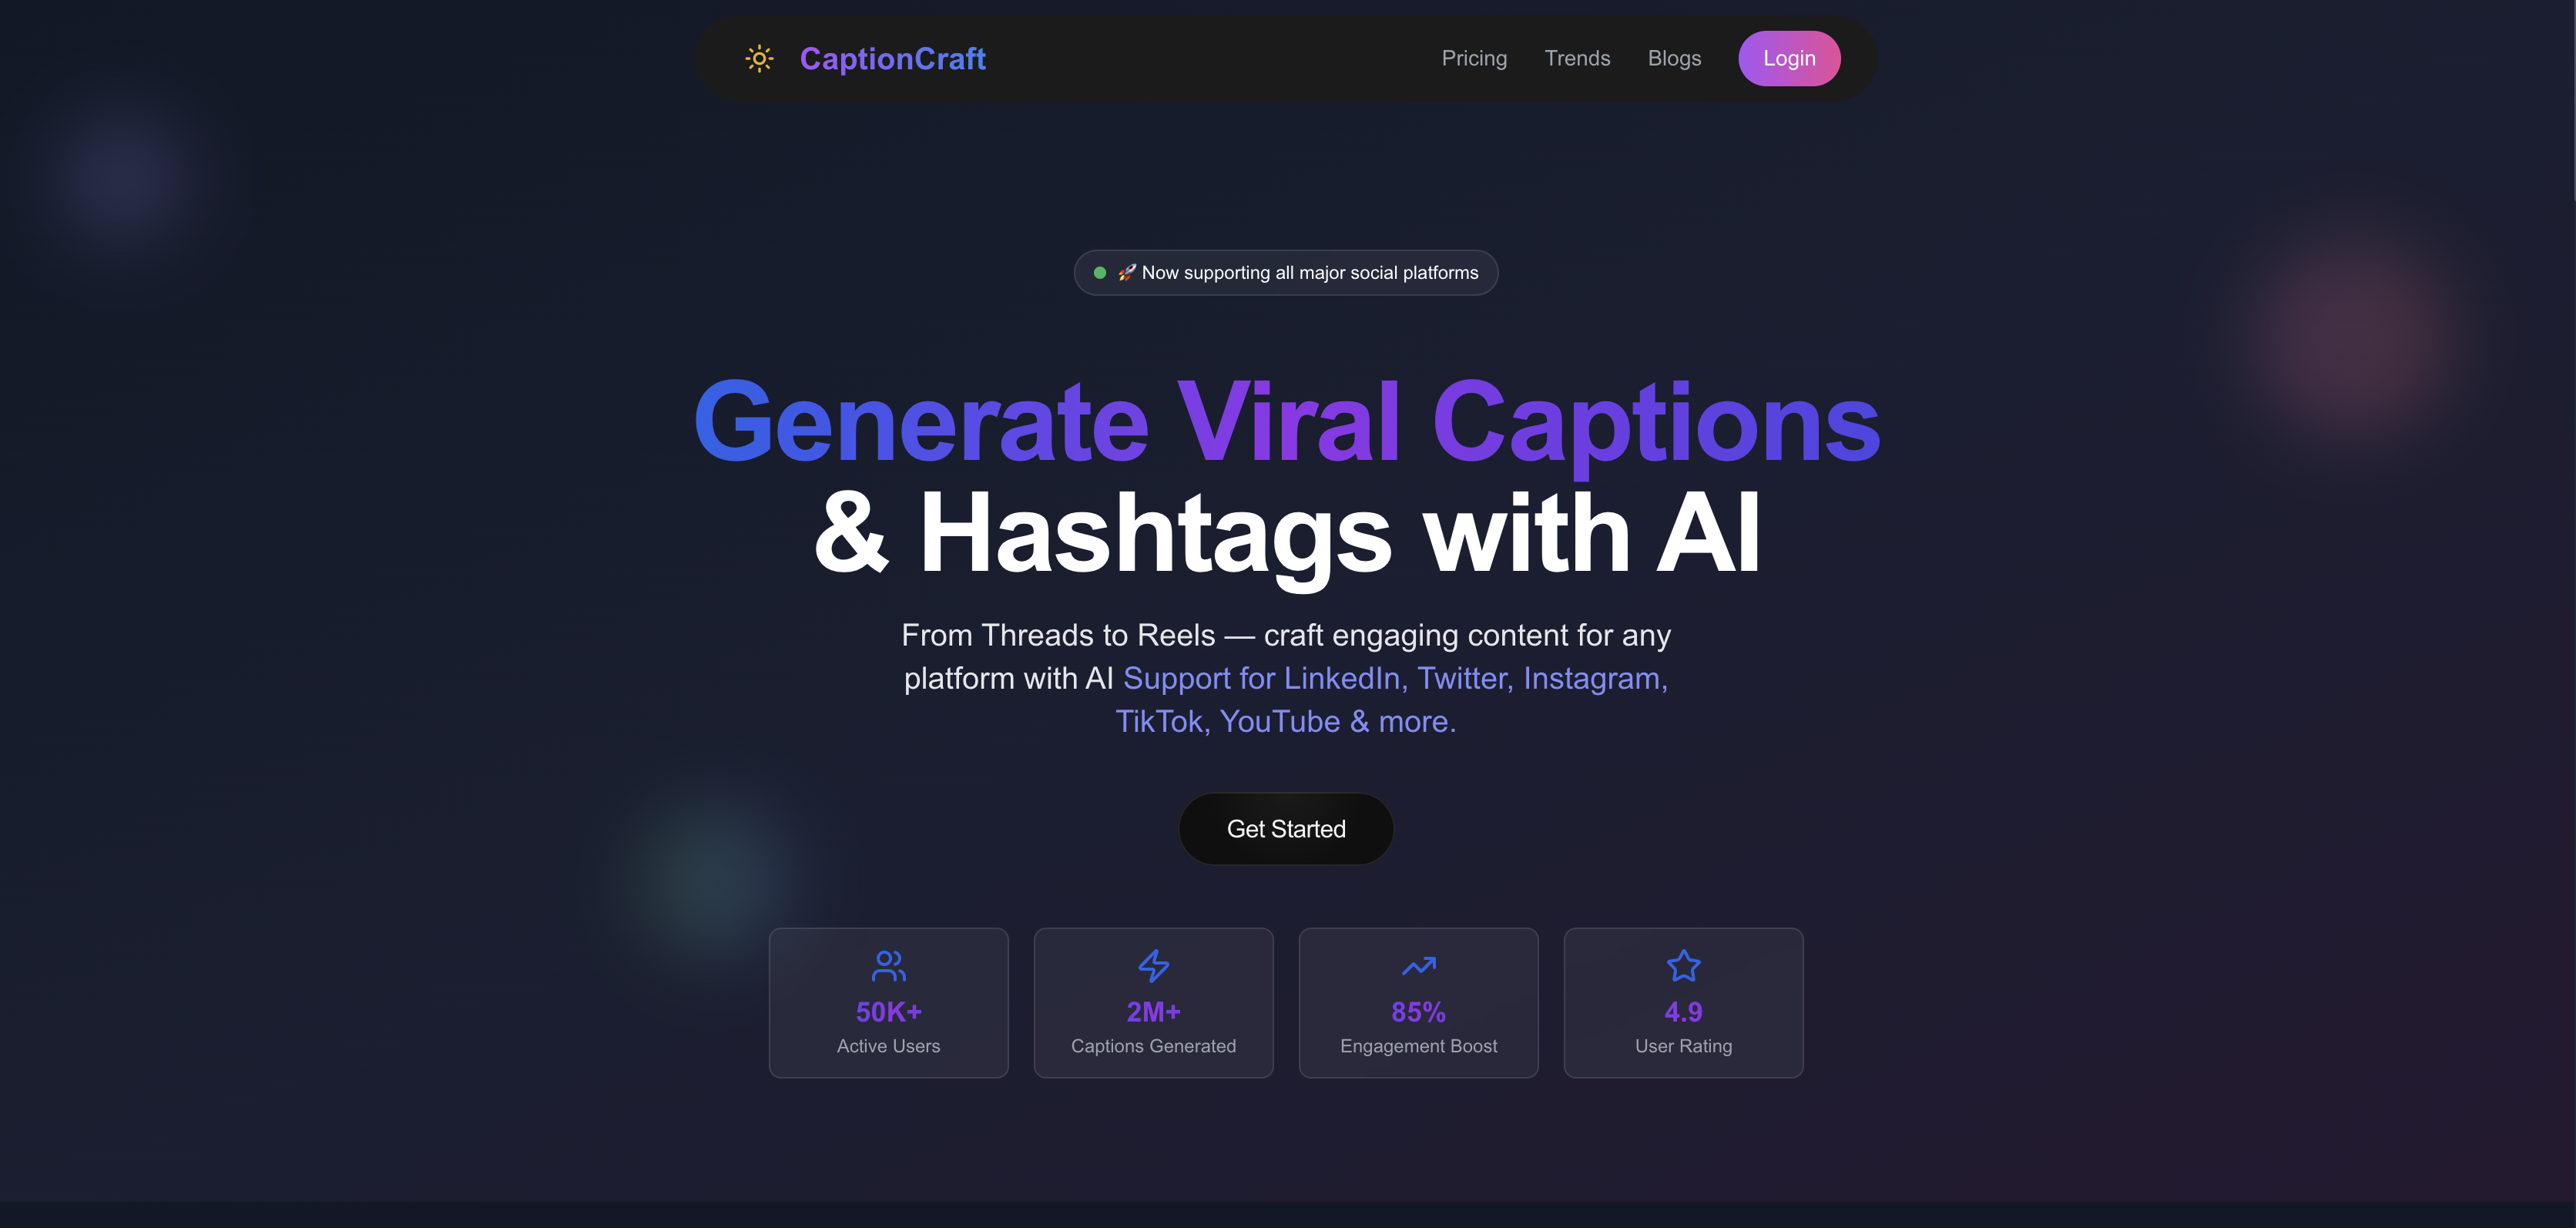 CaptionCraft
Pricing
Trends
Blogs
Login
🚀 Now supporting all major social platforms
Generate Viral Captions
& Hashtags with AI
From Threads to Reels — craft engaging content for any
platform with AI Support for LinkedIn, Twitter, Instagram,
TikTok, YouTube & more.
Get Started
50K+
Active Users
2M+
Captions Generated
85%
Engagement Boost
4.9
User Rating